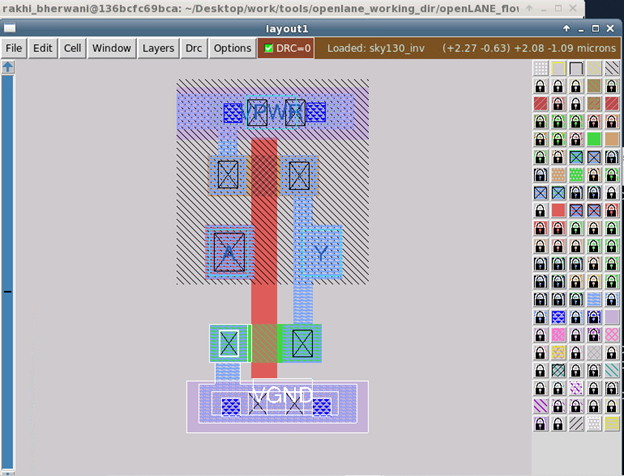 rakhi_bherwani@136bcfc69bca: ~/Desktop/work/tools/openlane_working_dir/openLANE_flo
layout1
File Edit Cell Window Layers Drc Options DRC=0 Loaded: sky130_inv (+2.27 -0.63) +2.08 -1.09 microns
VPWR
A Y
VGND